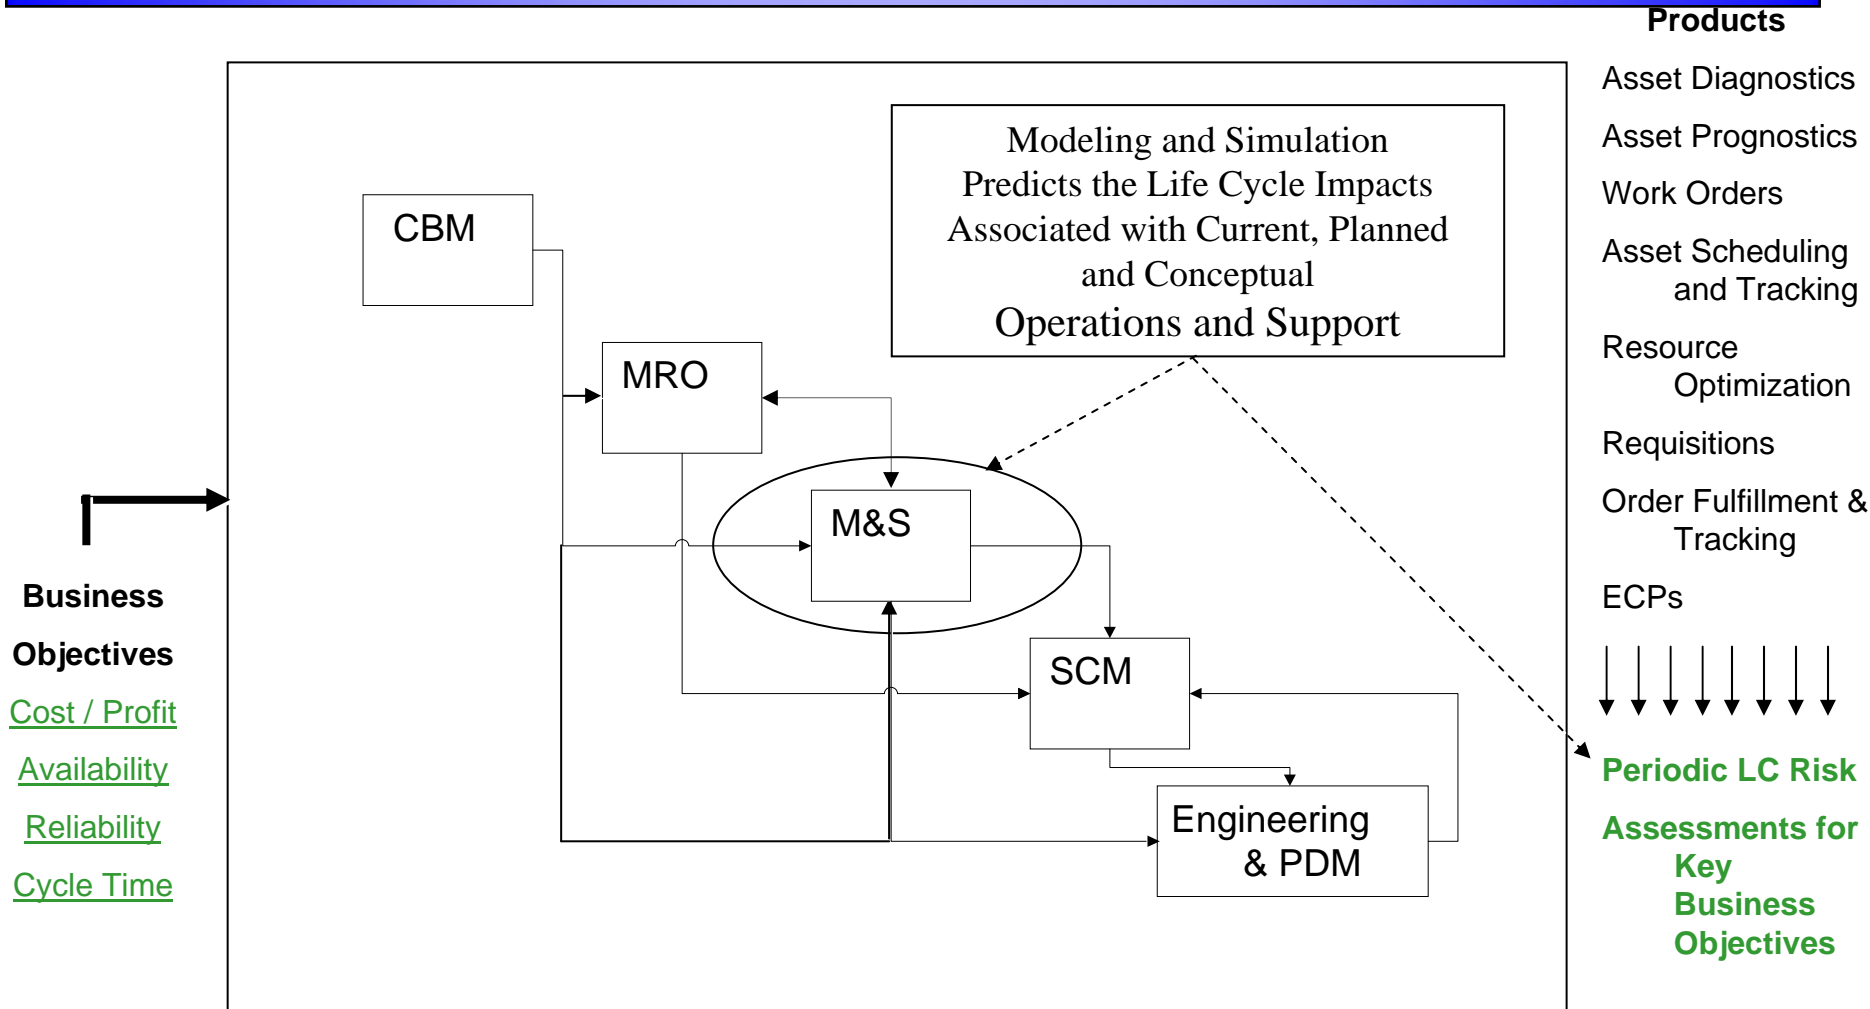 Products
Asset Diagnostics
Asset Prognostics
Work Orders
Asset Scheduling
and Tracking
Resource
Optimization
Requisitions
Order Fulfillment &
Tracking
ECPs
Periodic LC Risk
Assessments for
Key
Business
Objectives
Modeling and Simulation
Predicts the Life Cycle Impacts
Associated with Current, Planned
and Conceptual
Operations and Support
CBM
MRO
M&S
SCM
Engineering
& PDM
Business
Objectives
Cost / Profit
Availability
Reliability
Cycle Time